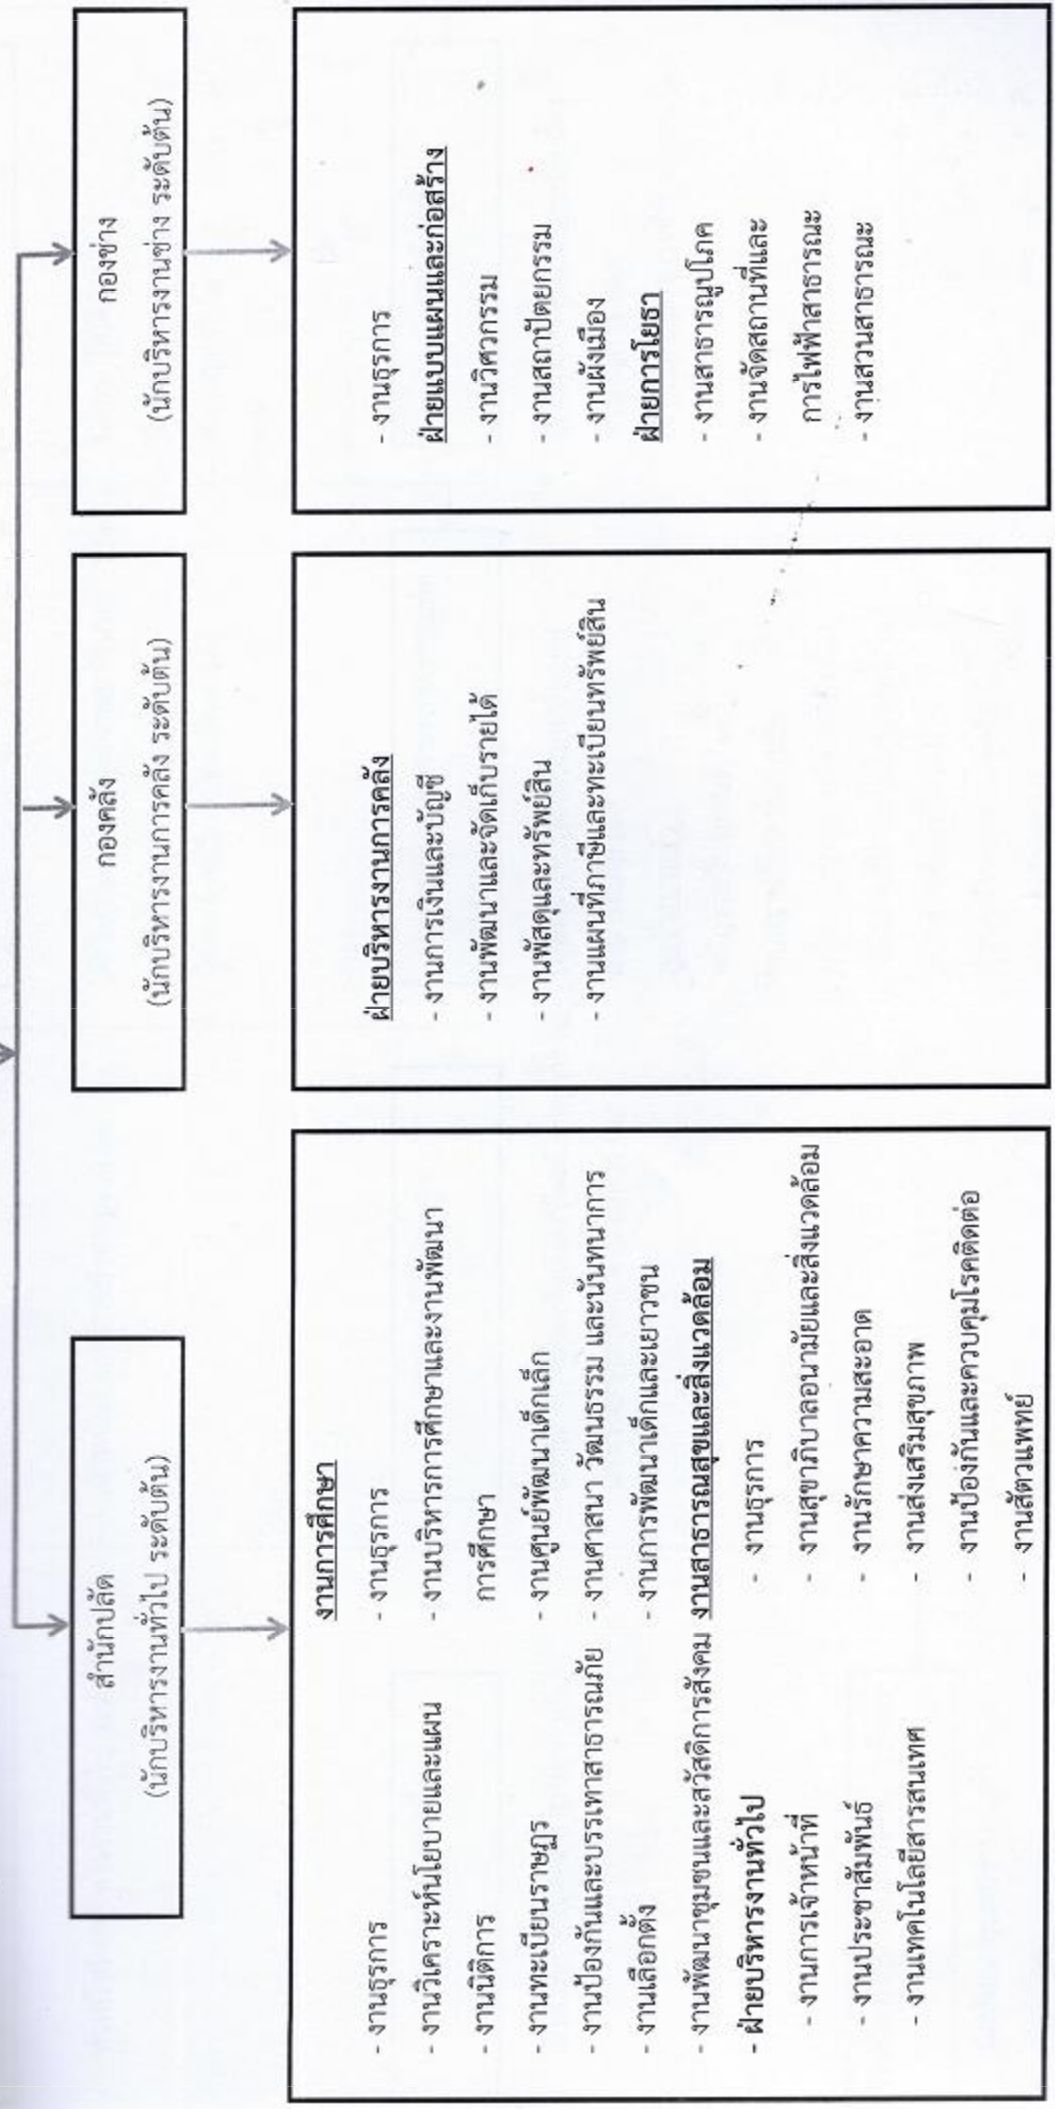 สำนักปลัด
(นักบริหารงานทั่วไป ระดับต้น)
- งานธุรการ
- งานวิเคราะห์นโยบายและแผน
- งานนิติการ
- งานทะเบียนราษฎร
- งานป้องกันและบรรเทาสาธารณภัย
- งานเลือกตั้ง
- งานพัฒนาชุมชนและสวัสดิการสังคม
- ฝ่ายบริหารงานทั่วไป
- งานการเจ้าหน้าที่
- งานประชาสัมพันธ์
- งานเทคโนโลยีสารสนเทศ
งานการศึกษา
- งานธุรการ
- งานบริหารการศึกษาและงานพัฒนา
การศึกษา
- งานศูนย์พัฒนาเด็กเล็ก
- งานศาสนา วัฒนธรรม และนันทนาการ
- งานการพัฒนาเด็กและเยาวชน
งานสาธารณสุขและสิ่งแวดล้อม
- งานธุรการ
- งานสุขาภิบาลอนามัยและสิ่งแวดล้อม
- งานรักษาความสะอาด
- งานส่งเสริมสุขภาพ
- งานป้องกันและควบคุมโรคติดต่อ
- งานสัตวแพทย์
กองคลัง
(นักบริหารงานการคลัง ระดับต้น)
ฝ่ายบริหารงานการคลัง
- งานการเงินและบัญชี
- งานพัฒนาและจัดเก็บรายได้
- งานพัสดุและทรัพย์สิน
- งานแผนที่ภาษีและทะเบียนทรัพย์สิน
กองช่าง
(นักบริหารงานช่าง ระดับต้น)
- งานธุรการ
ฝ่ายแบบแผนและก่อสร้าง
- งานวิศวกรรม
- งานสถาปัตยกรรม
- งานผังเมือง
ฝ่ายการโยธา
- งานสาธารณูปโภค
- งานจัดสถานที่และ
การไฟฟ้าสาธารณะ
- งานสวนสาธารณะ